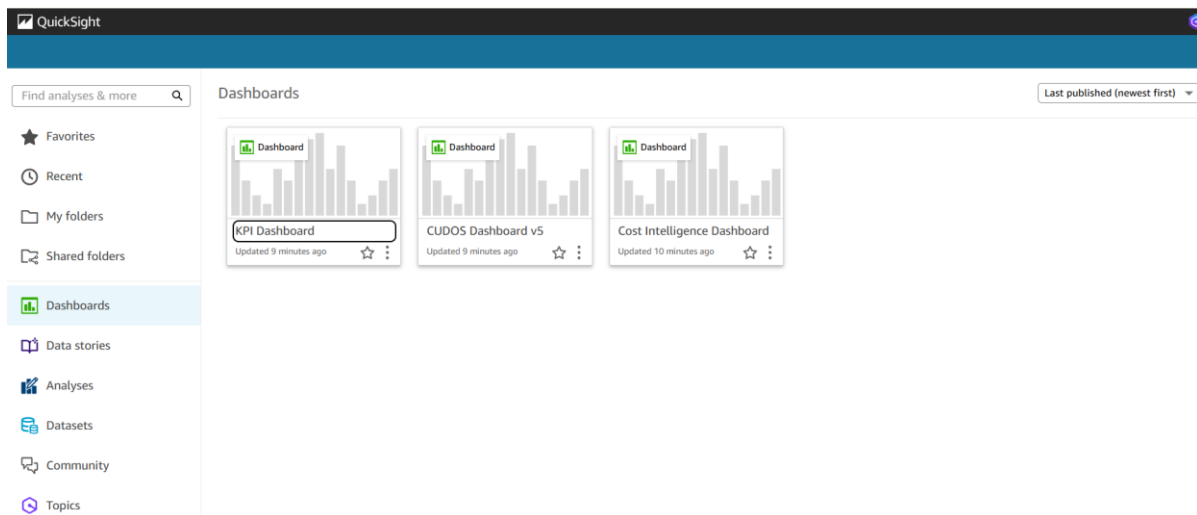 QuickSight
Find analyses & more
Favorites
Recent
My folders
Shared folders
Dashboards
Data stories
Analyses
Datasets
Community
Topics
Dashboards
Last published (newest first)
Dashboard
KPI Dashboard
Updated 9 minutes ago
Dashboard
CUDOS Dashboard v5
Updated 9 minutes ago
Dashboard
Cost Intelligence Dashboard
Updated 10 minutes ago